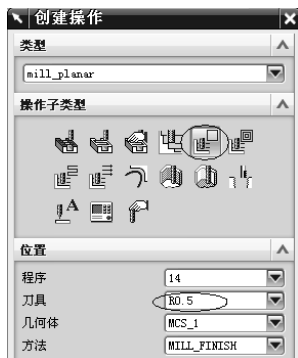 创建操作
类型
mill_planar
操作子类型
A
位置
程序 14
刀具 R0.5
几何体 MCS_1
方法 MILL_FINISH